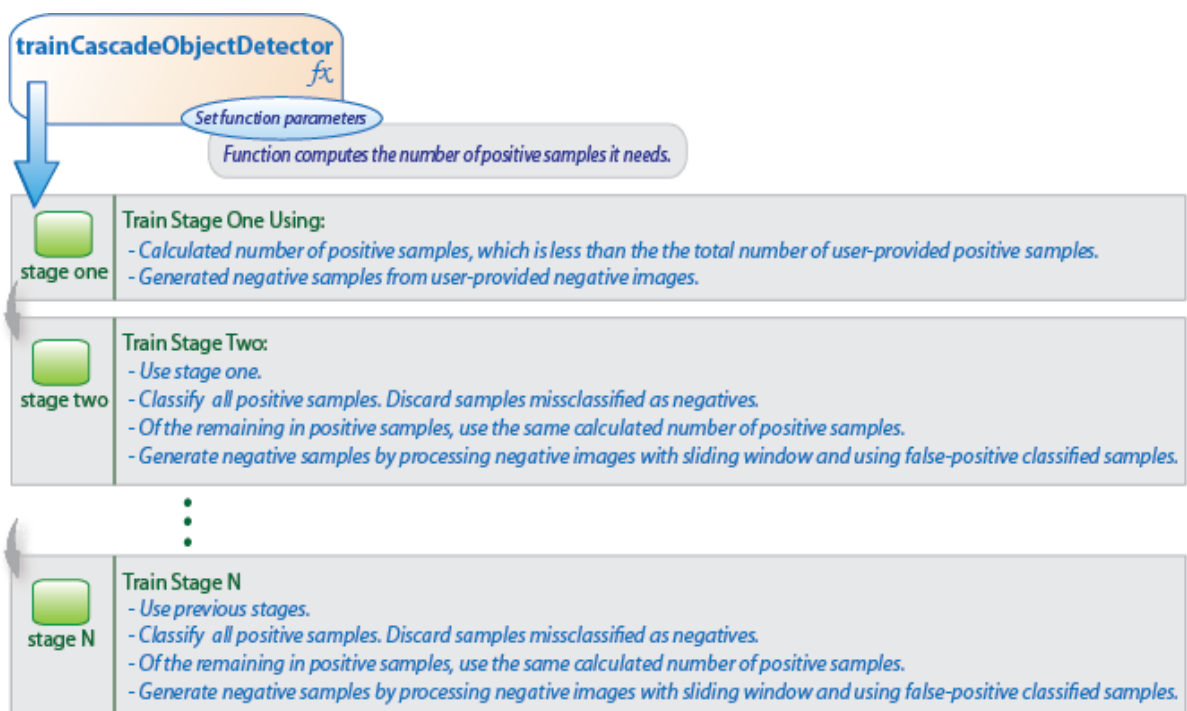 trainCascadeObjectDetector
fx
Set function parameters
Function computes the number of positive samples it needs.
stage one
Train Stage One Using:
- Calculated number of positive samples, which is less than the the total number of user-provided positive samples.
- Generated negative samples from user-provided negative images.
stage two
Train Stage Two:
- Use stage one.
- Classify all positive samples. Discard samples missclassified as negatives.
- Of the remaining in positive samples, use the same calculated number of positive samples.
- Generate negative samples by processing negative images with sliding window and using false-positive classified samples.
stage N
Train Stage N
- Use previous stages.
- Classify all positive samples. Discard samples missclassified as negatives.
- Of the remaining in positive samples, use the same calculated number of positive samples.
- Generate negative samples by processing negative images with sliding window and using false-positive classified samples.